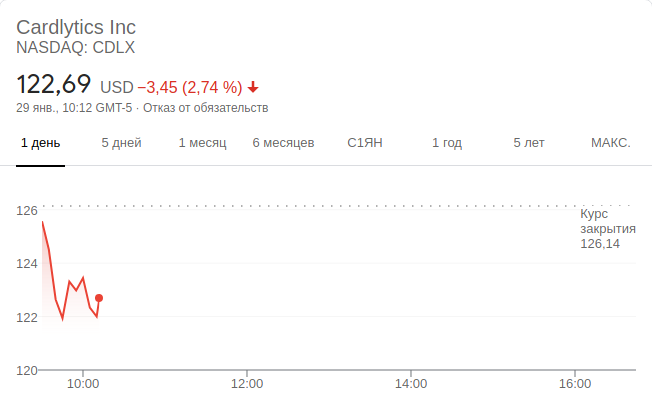 Cardlytics Inc
NASDAQ: CDLX
122,69 USD −3,45 (2,74 %)
29 янв., 10:12 GMT-5 · Отказ от обязательств
1 день 5 дней 1 месяц 6 месяцев С1ЯН 1 год 5 лет МАКС.
126
Курс
закрытия
126,14
124
122
120
10:00 12:00 14:00 16:00